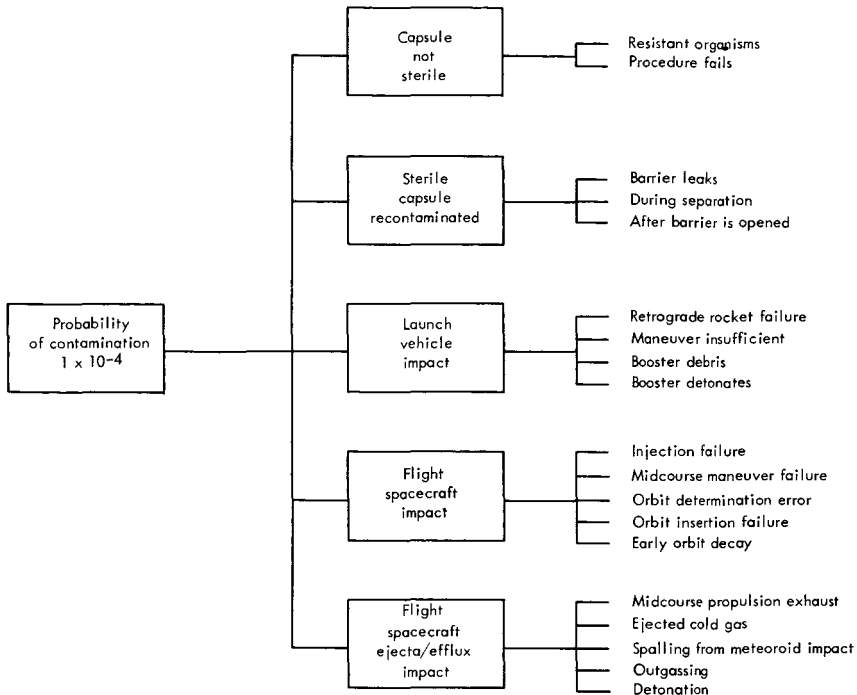 Capsule
not
sterile
Resistant organisms
Procedure fails
Sterile
capsule
recontaminated
Barrier leaks
During separation
After barrier is opened
Probability
of contamination
1 x 10-4
Launch
vehicle
impact
Retrograde rocket failure
Maneuver insufficient
Booster debris
Booster detonates
Flight
spacecraft
impact
Injection failure
Midcourse maneuver failure
Orbit determination error
Orbit insertion failure
Early orbit decay
Flight
spacecraft
ejecta/efflux
impact
Midcourse propulsion exhaust
Ejected cold gas
Spalling from meteoroid impact
Outgassing
Detonation